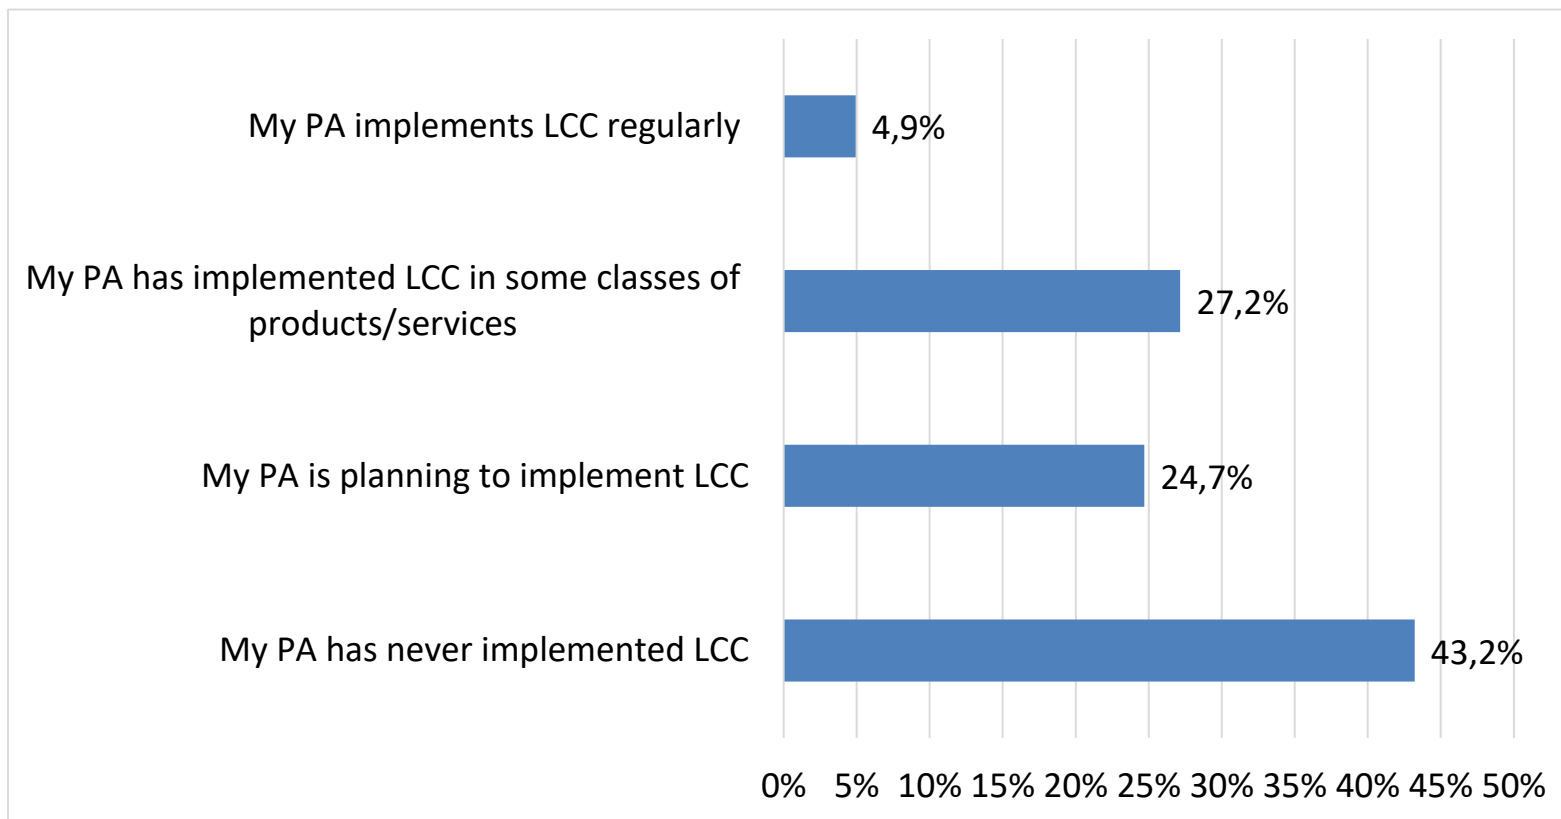 My PA implements LCC regularly
4,9%
My PA has implemented LCC in some classes of
products/services
27,2%
My PA is planning to implement LCC
24,7%
My PA has never implemented LCC
43,2%
0% 5% 10% 15% 20% 25% 30% 35% 40% 45% 50%